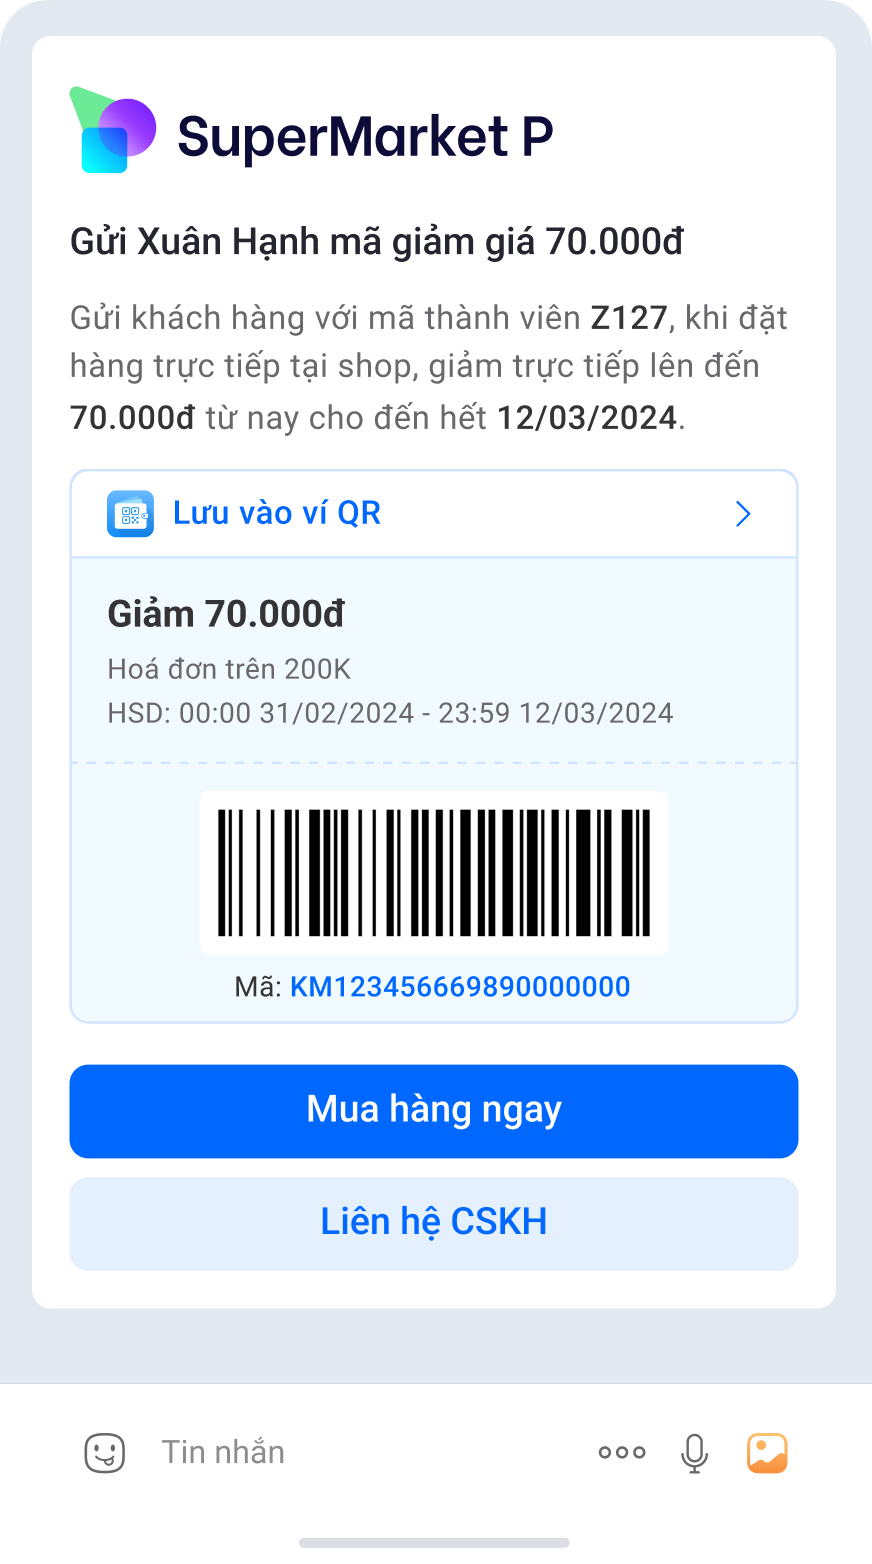 SuperMarket P
Gửi Xuân Hạnh mã giảm giá 70.000đ
Gửi khách hàng với mã thành viên Z127, khi đặt
hàng trực tiếp tại shop, giảm trực tiếp lên đến
70.000đ từ nay cho đến hết 12/03/2024.
Lưu vào ví QR
Giảm 70.000đ
Hoá đơn trên 200K
HSD: 00:00 31/02/2024 - 23:59 12/03/2024
Mã: KM123456669890000000
Mua hàng ngay
Liên hệ CSKH
Tin nhắn